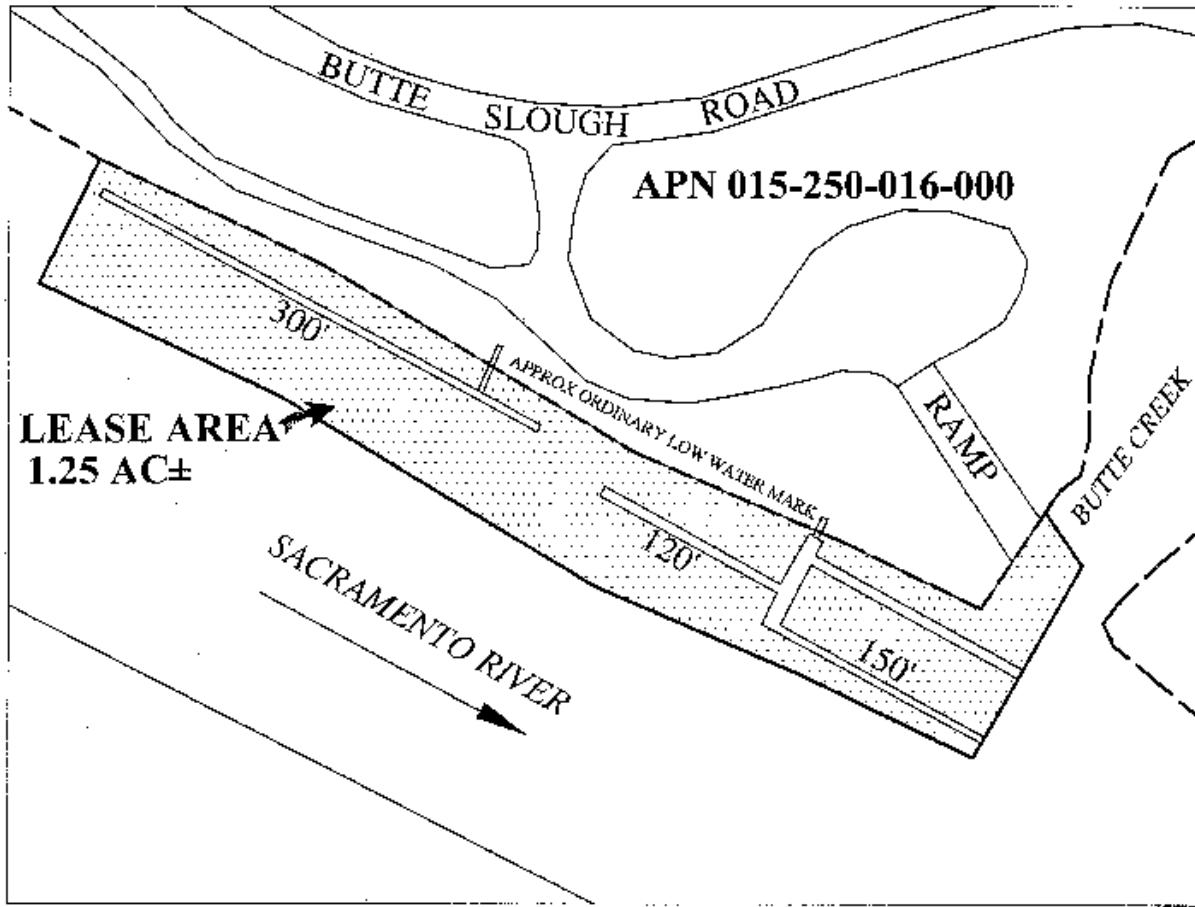 BUTTE SLOUGH ROAD
APN 015-250-016-000
300'
APPROX ORDINARY LOW WATER MARK
RAMP
BUTTE CREEK
LEASE AREA
1.25 AC±
120'
SACRAMENTO RIVER
150'